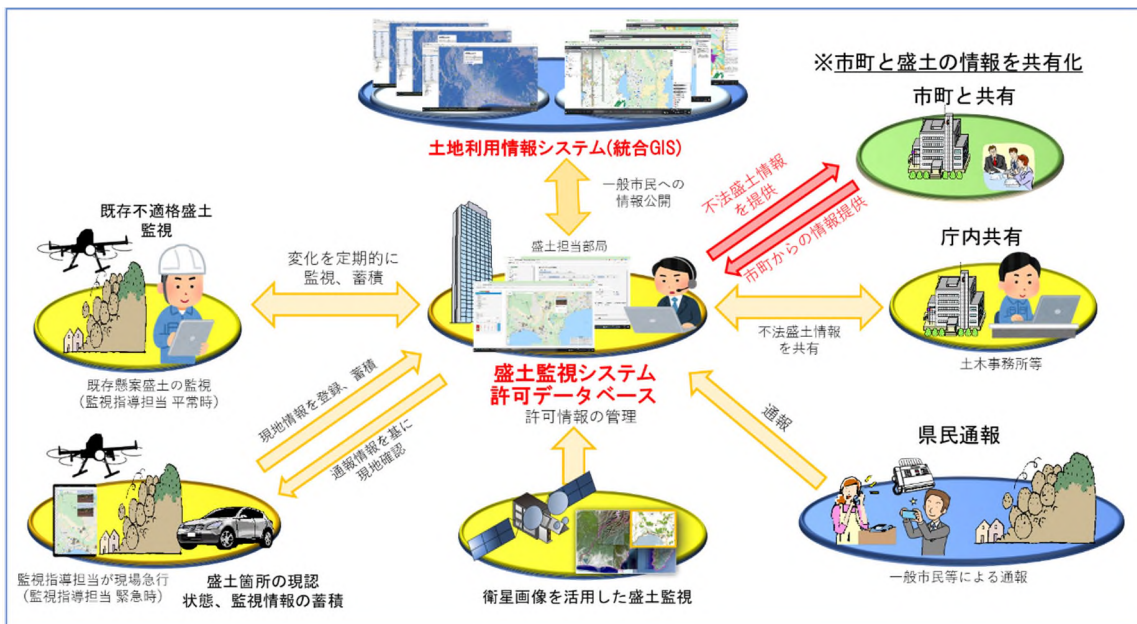 ※市町と盛土の情報を共有化
市町と共有
土地利用情報システム(統合GIS)
一般市民への
情報公開
不法盛土情報
を提供
市町からの情報提供
既存不適格盛土
監視
変化を定期的に
監視、蓄積
盛土担当部局
庁内共有
不法盛土情報
を共有
土木事務所等
既存懸案盛土の監視
(監視指導担当 平常時)
盛土監視システム
許可データベース
許可情報の管理
現地情報を登録、蓄積
通報情報を基に
現地確認
通報
県民通報
監視指導担当が現場急行
(監視指導担当 緊急時)
盛土箇所の現認
状態、監視情報の蓄積
衛星画像を活用した盛土監視
一般市民等による通報